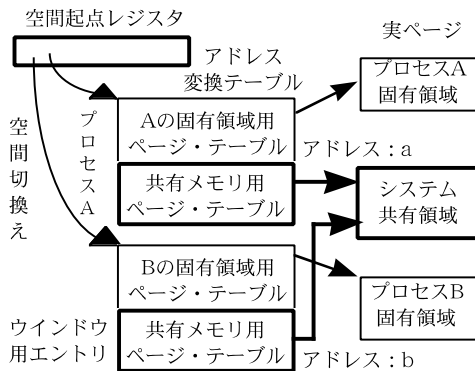 空間起点レジスタ
アドレス
変換テーブル
実ページ
プロセスA
固有領域
空間切換え
プロセスA
Aの固有領域用
ページ・テーブル
アドレス：a
共有メモリ用
ページ・テーブル
システム
共有領域
Bの固有領域用
ページ・テーブル
プロセスB
固有領域
ウインドウ
用エントリ
共有メモリ用
ページ・テーブル
アドレス：b